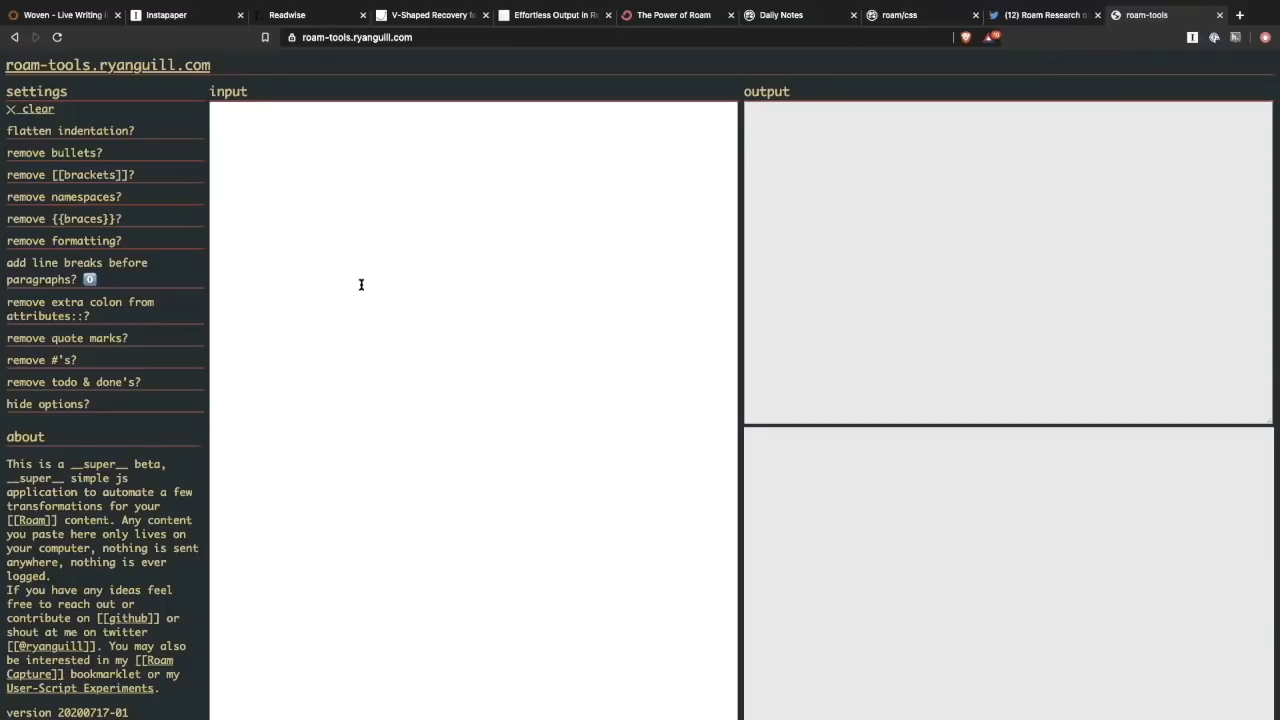 Woven - Live Writing i
Instapaper
Readwise
V-Shaped Recovery fo
Effortless Output in Ro
The Power of Roam
Daily Notes
roam/css
(12) Roam Research o
roam-tools
roam-tools.ryanguill.com
roam-tools.ryanguill.com
settings
input
output
clear
flatten indentation?
remove bullets?
remove [[brackets]]?
remove namespaces?
remove {{braces}}?
remove formatting?
add line breaks before
paragraphs? 0
remove extra colon from
attributes::?
remove quote marks?
remove #'s?
remove todo & done's?
hide options?
about
This is a __super__ beta,
__super__ simple js
application to automate a few
transformations for your
[[Roam]] content. Any content
you paste here only lives on
your computer, nothing is sent
anywhere, nothing is ever
logged.
If you have any ideas feel
free to reach out or
contribute on [[github]] or
shout at me on twitter
[[@ryanguill]]. You may also
be interested in my [[Roam
Capture]] bookmarklet or my
User-Script Experiments.
version 20200717-01